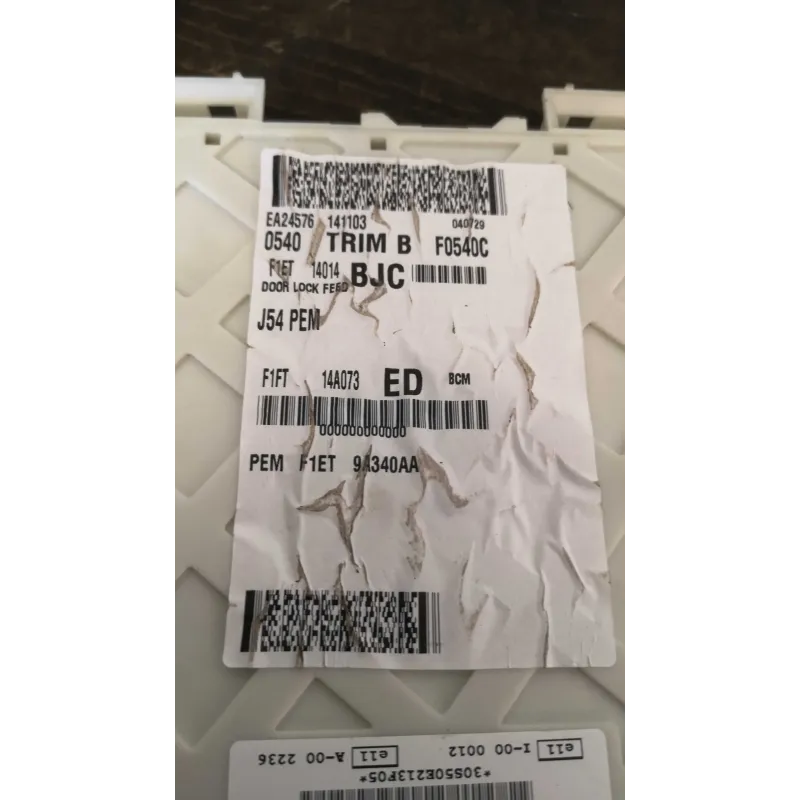 EA24576 141103 040729
0540 TRIM B F0540C
F1ET 14014 BJC
DOOR LOCK FEED
J54 PEM
F1FT 14A073 ED BCM
000000000000
PEM F1ET 9A340AA
e11 I-00 0012 e11 A-00 2236
*30S50E213F05*